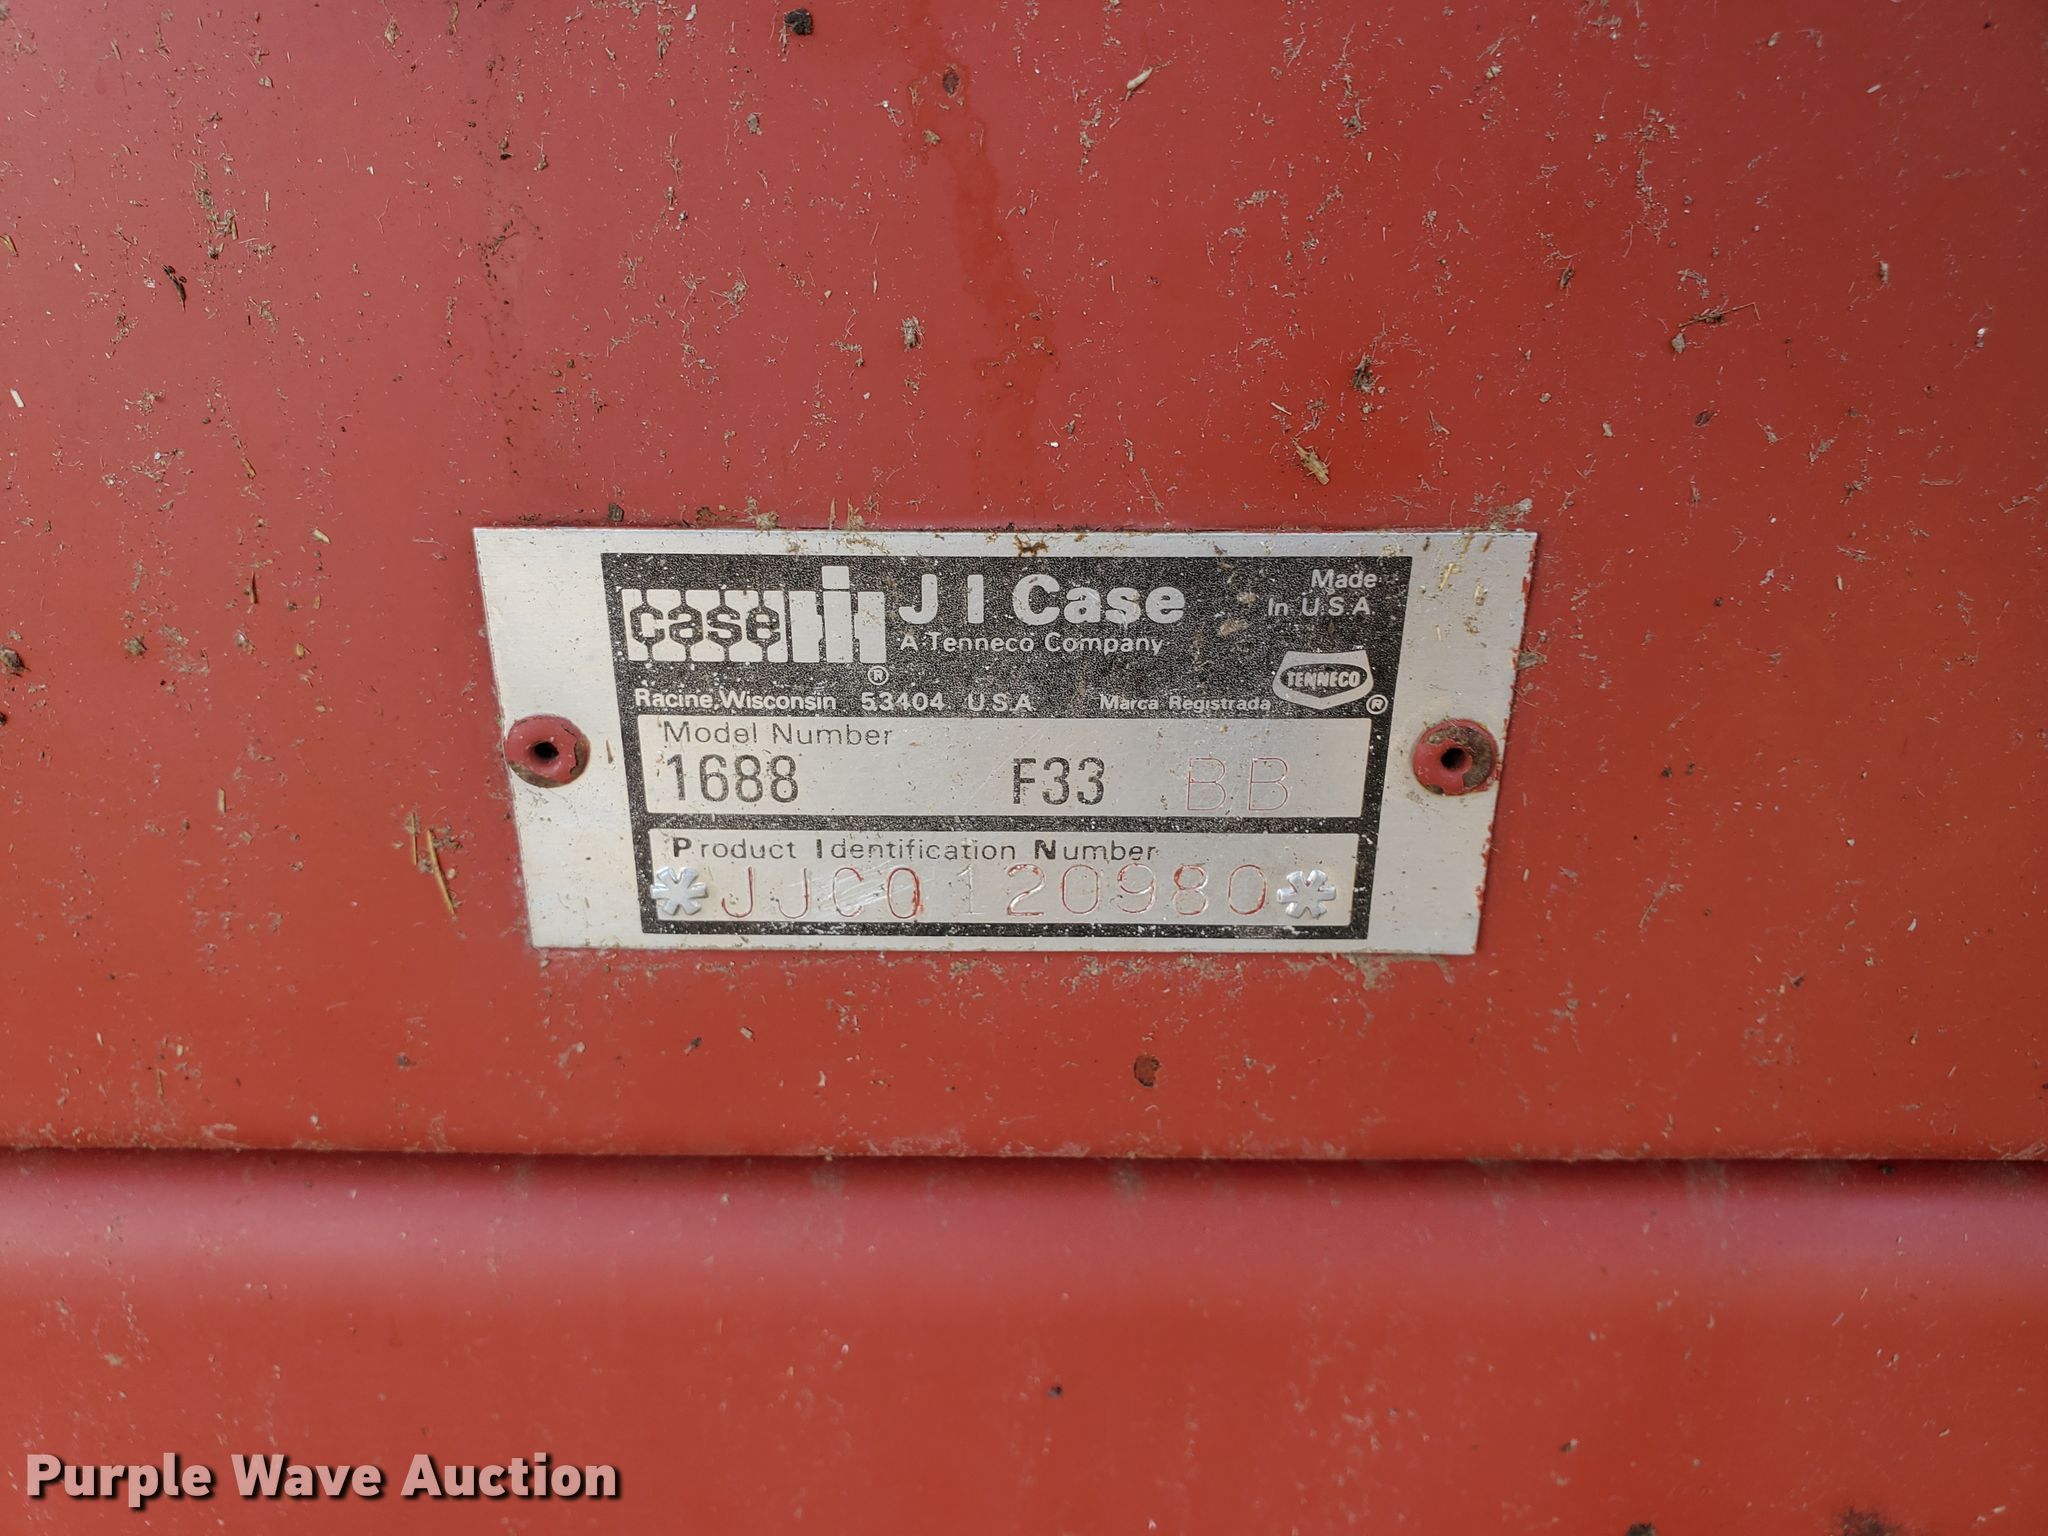 case IH ® J I Case
A Tenneco Company
Made
In U.S.A.
Racine, Wisconsin 53404 U.S.A. Marca Registrada TENNECO ®
Model Number
1688 F33 BB
Product Identification Number
*JJC0120980*
Purple Wave Auction